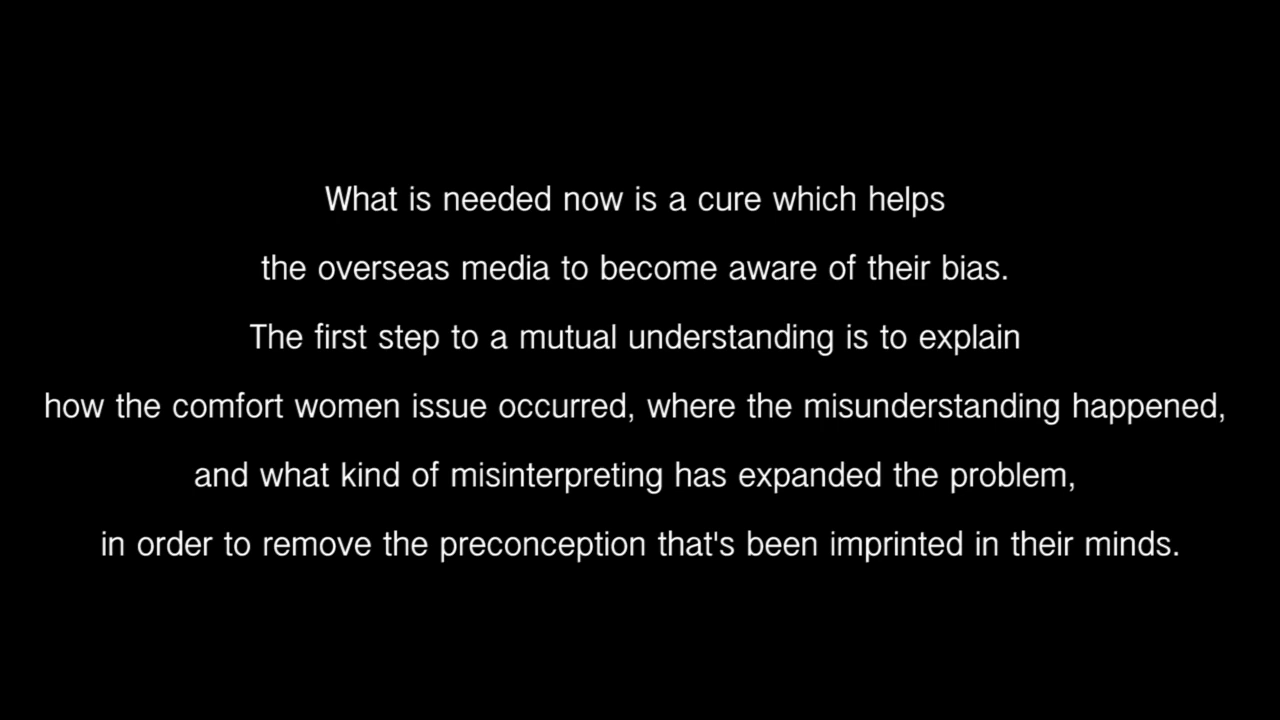 What is needed now is a cure which helps
the overseas media to become aware of their bias.
The first step to a mutual understanding is to explain
how the comfort women issue occurred, where the misunderstanding happened,
and what kind of misinterpreting has expanded the problem,
in order to remove the preconception that's been imprinted in their minds.